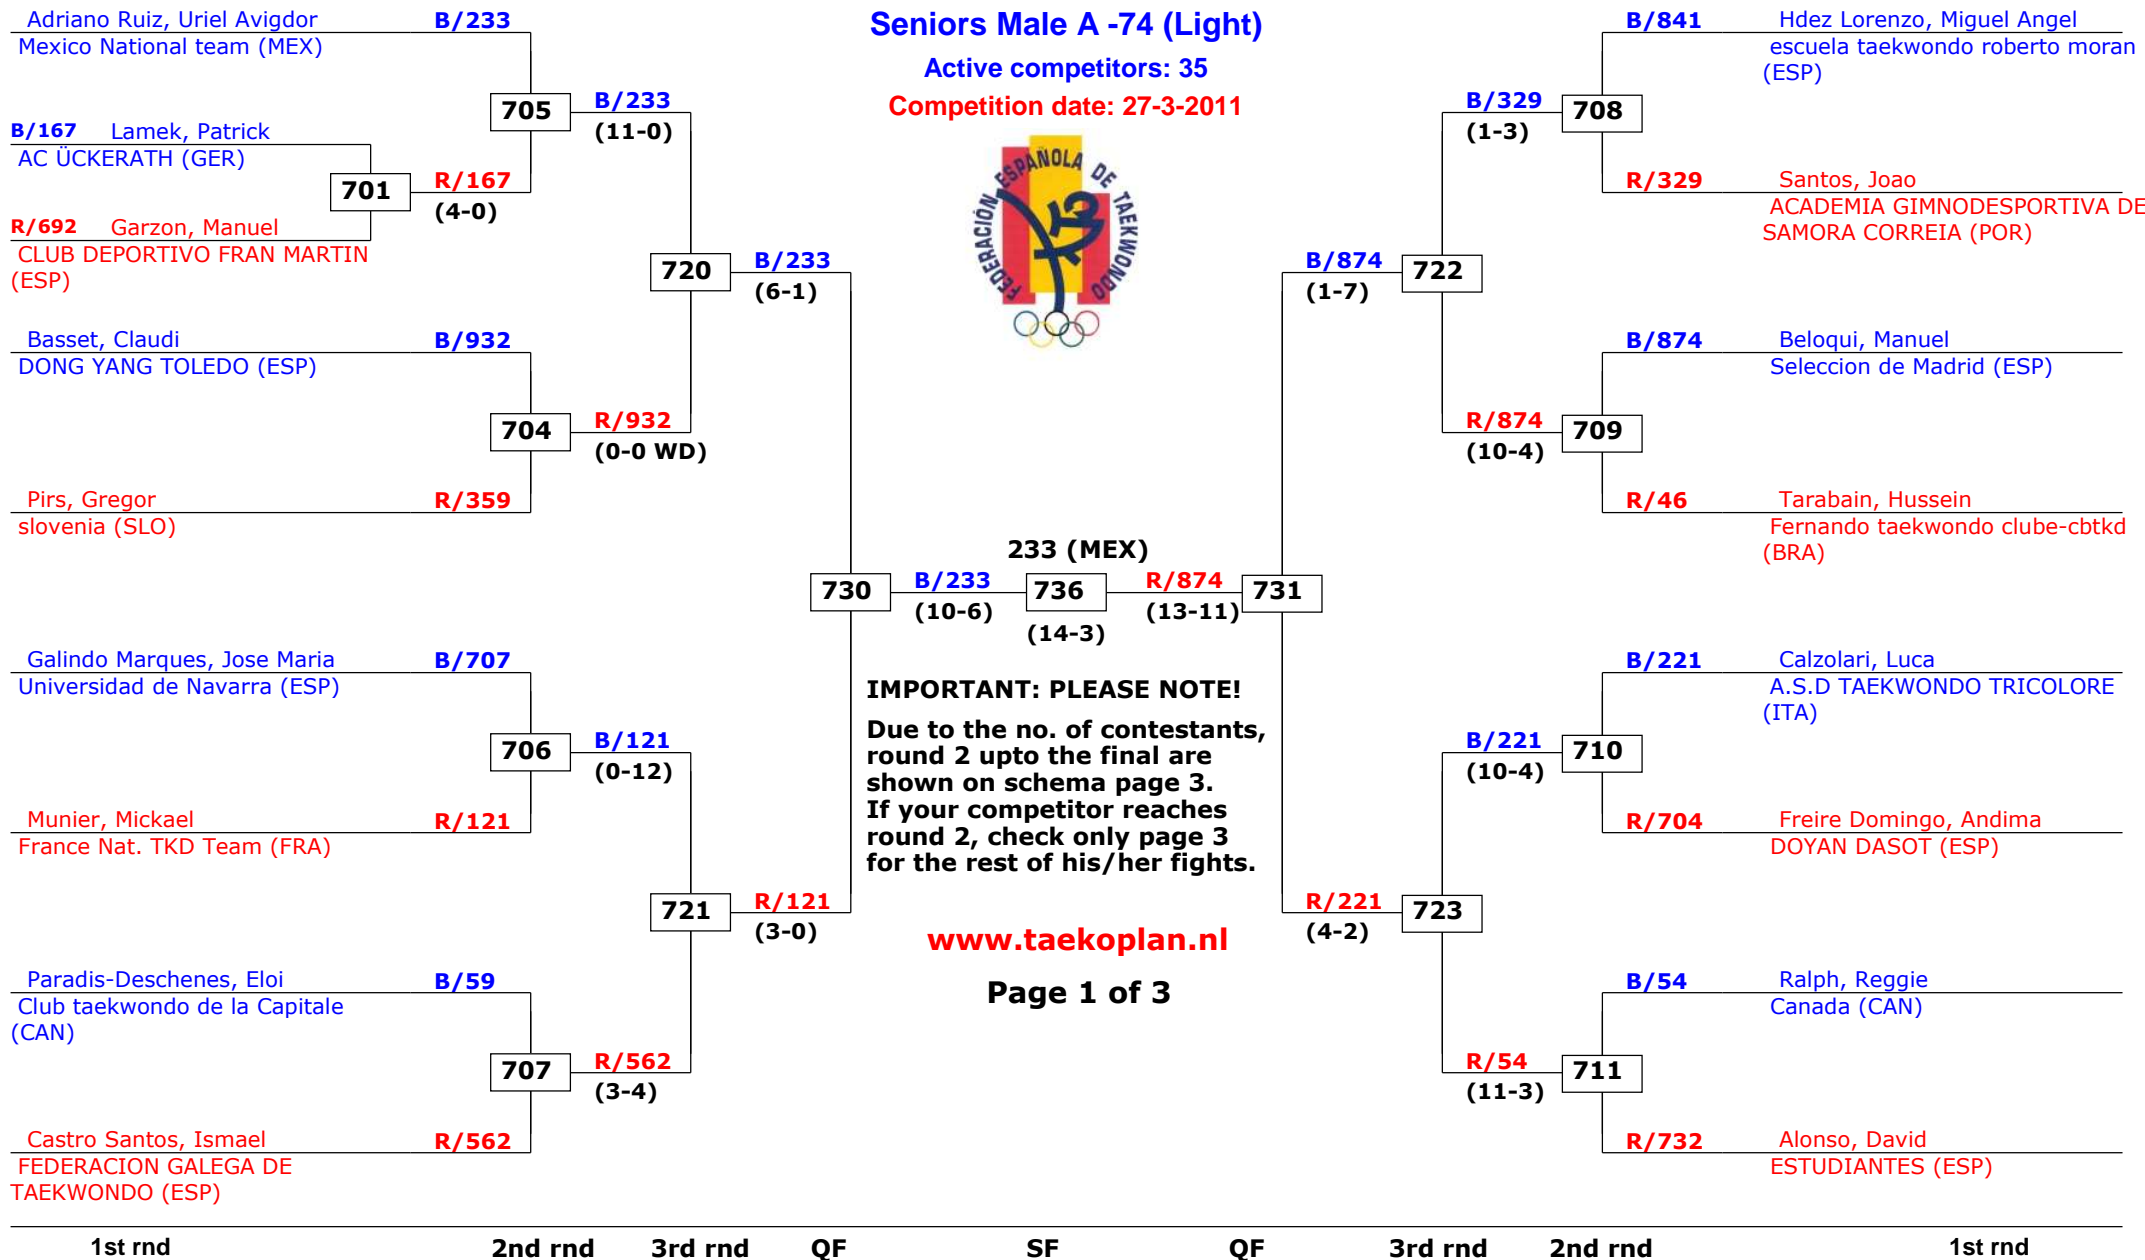 Seniors Male A -74 (Light)
Active competitors: 35
Competition date: 27-3-2011
FEDERACIÓN ESPAÑOLA DE TAEKWONDO
Adriano Ruiz, Uriel Avigdor B/233
Mexico National team (MEX)
B/167 Lamek, Patrick
AC ÜCKERATH (GER)
701
R/167
(4-0)
R/692 Garzon, Manuel
CLUB DEPORTIVO FRAN MARTIN
(ESP)
705
B/233
(11-0)
Basset, Claudi B/932
DONG YANG TOLEDO (ESP)
704
R/932
(0-0 WD)
Pirs, Gregor R/359
slovenia (SLO)
720
B/233
(6-1)
Galindo Marques, Jose Maria B/707
Universidad de Navarra (ESP)
706
B/121
(0-12)
Munier, Mickael R/121
France Nat. TKD Team (FRA)
721
R/121
(3-0)
Paradis-Deschenes, Eloi B/59
Club taekwondo de la Capitale
(CAN)
707
R/562
(3-4)
Castro Santos, Ismael R/562
FEDERACION GALEGA DE
TAEKWONDO (ESP)
730
B/233
(10-6)
233 (MEX)
736
(14-3)
R/874
(13-11)
731
IMPORTANT: PLEASE NOTE!
Due to the no. of contestants,
round 2 upto the final are
shown on schema page 3.
If your competitor reaches
round 2, check only page 3
for the rest of his/her fights.
www.taekoplan.nl
Page 1 of 3
B/841 Hdez Lorenzo, Miguel Angel
escuela taekwondo roberto moran
(ESP)
B/329
(1-3)
708
R/329 Santos, Joao
ACADEMIA GIMNODESPORTIVA DE
SAMORA CORREIA (POR)
B/874
(1-7)
722
B/874 Beloqui, Manuel
Seleccion de Madrid (ESP)
R/874
(10-4)
709
R/46 Tarabain, Hussein
Fernando taekwondo clube-cbtkd
(BRA)
B/221 Calzolari, Luca
A.S.D TAEKWONDO TRICOLORE
(ITA)
B/221
(10-4)
710
R/704 Freire Domingo, Andima
DOYAN DASOT (ESP)
R/221
(4-2)
723
B/54 Ralph, Reggie
Canada (CAN)
R/54
(11-3)
711
R/732 Alonso, David
ESTUDIANTES (ESP)
1st rnd 2nd rnd 3rd rnd QF SF QF 3rd rnd 2nd rnd 1st rnd